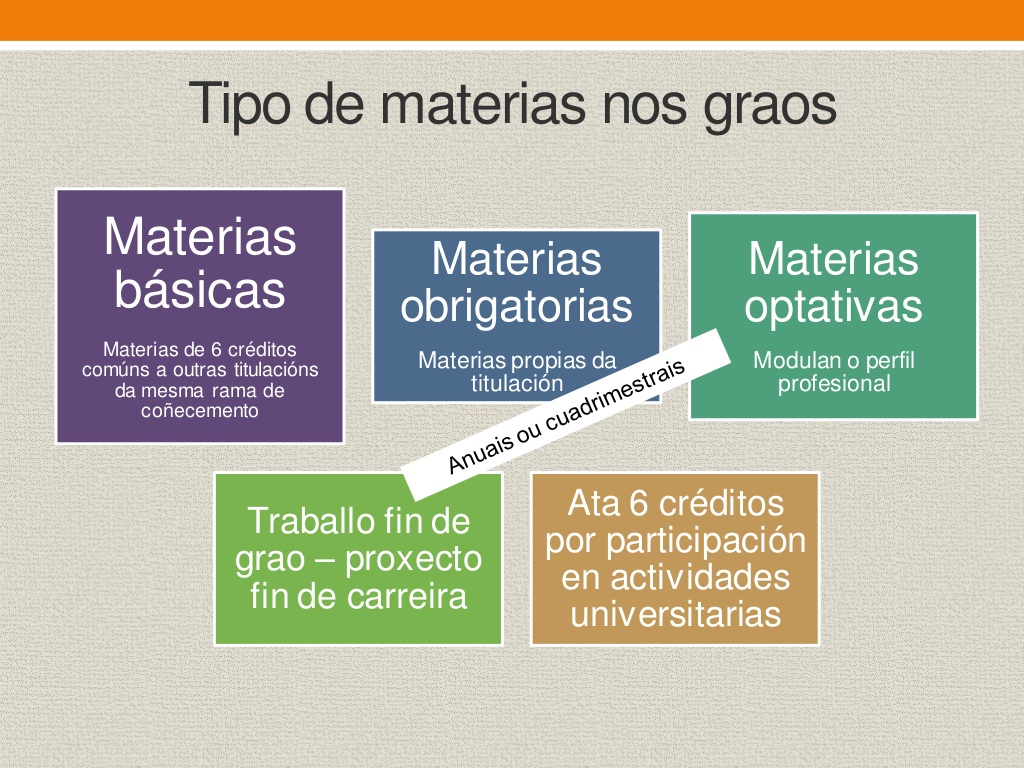 Tipo de materias nos graos
Materias
básicas
Materias de 6 créditos
comúns a outras titulacións
da mesma rama de
coñecemento
Materias
obrigatorias
Materias propias da
titulación
Materias
optativas
Modulan o perfil
profesional
Anuais ou cuadrimestrais
Traballo fin de
grao – proxecto
fin de carreira
Ata 6 créditos
por participación
en actividades
universitarias